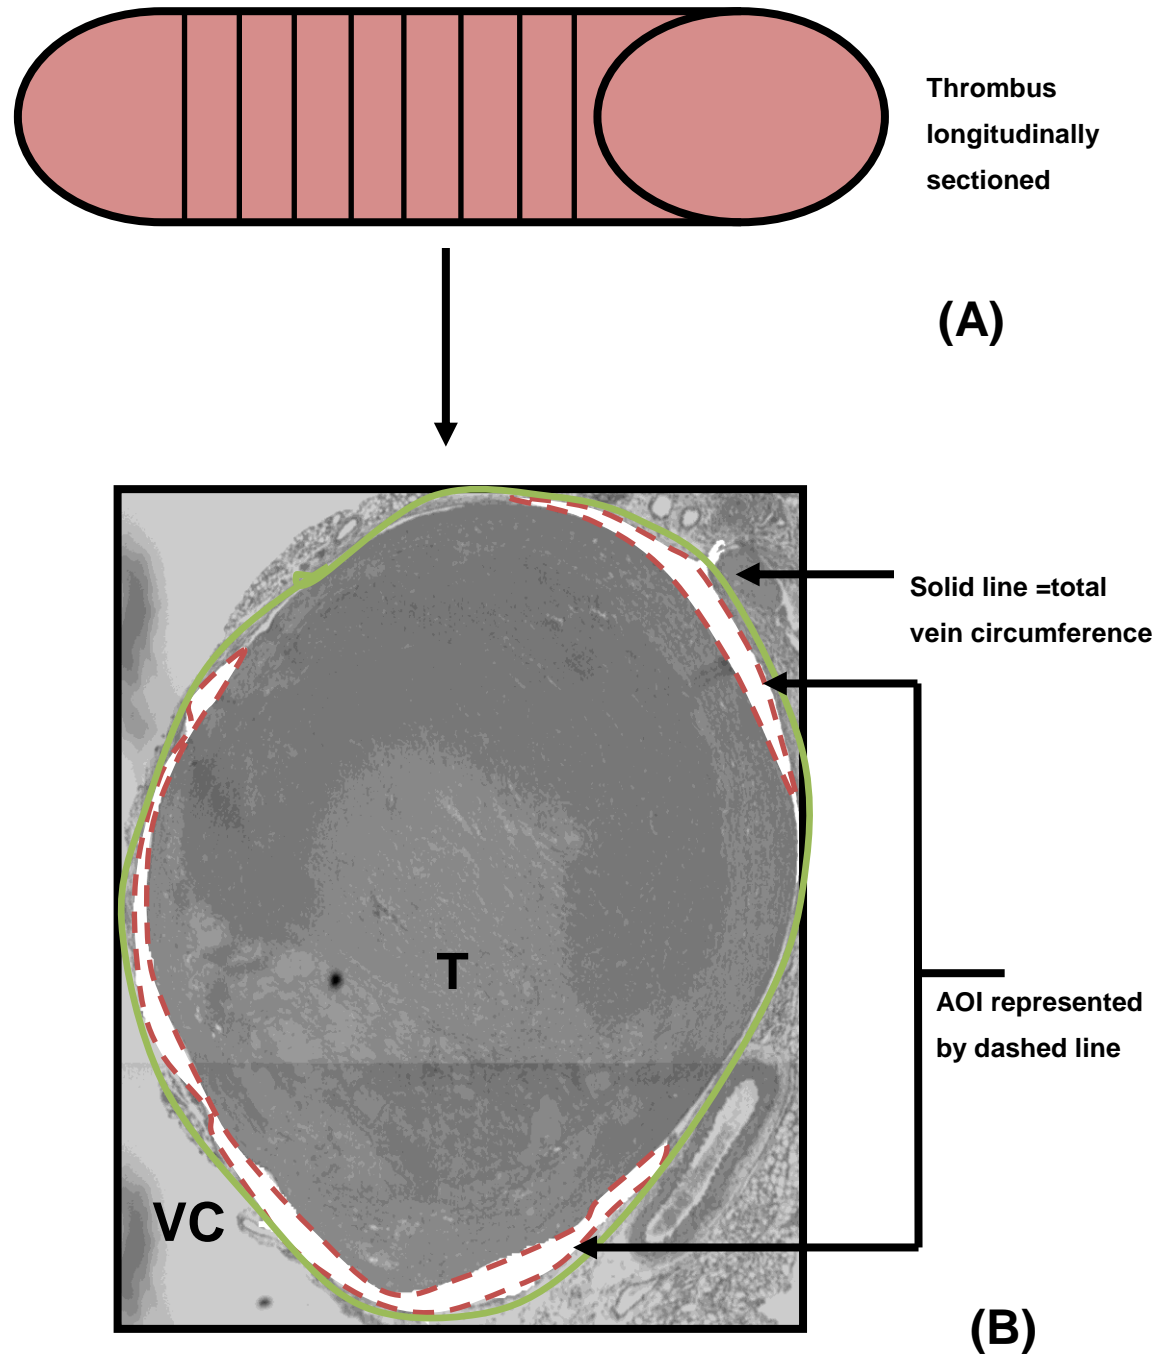 Thrombus
longitudinally
sectioned
(A)
Solid line =total
vein circumference
T
AOI represented
by dashed line
VC
(B)